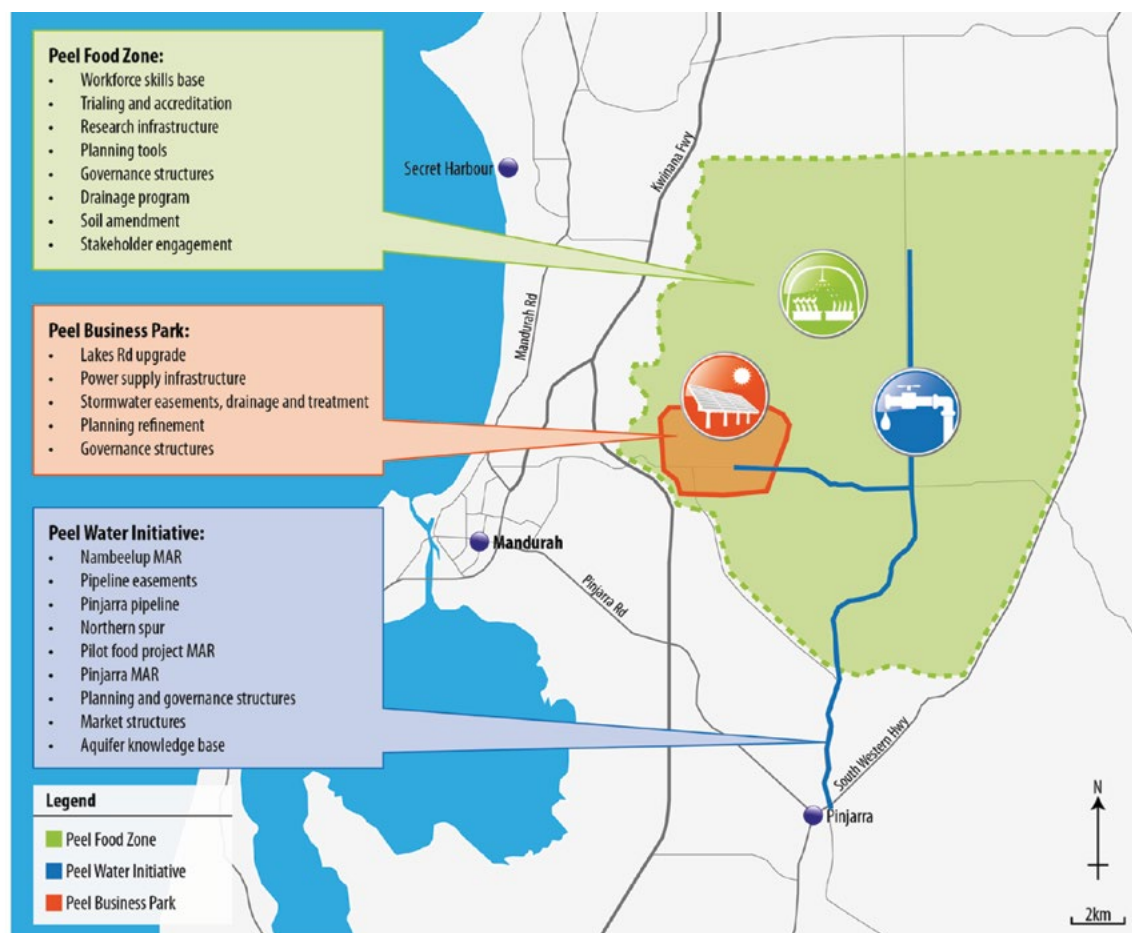 Peel Food Zone:
• Workforce skills base
• Trialing and accreditation
• Research infrastructure
• Planning tools
• Governance structures
• Drainage program
• Soil amendment
• Stakeholder engagement
Peel Business Park:
• Lakes Rd upgrade
• Power supply infrastructure
• Stormwater easements, drainage and treatment
• Planning refinement
• Governance structures
Peel Water Initiative:
• Nambeelup MAR
• Pipeline easements
• Pinjarra pipeline
• Northern spur
• Pilot food project MAR
• Pinjarra MAR
• Planning and governance structures
• Market structures
• Aquifer knowledge base
Legend
Peel Food Zone
Peel Water Initiative
Peel Business Park
Secret Harbour
Kwinana Fwy
Mandurah Rd
Mandurah
Pinjarra Rd
South Western Hwy
Pinjarra
N
2km